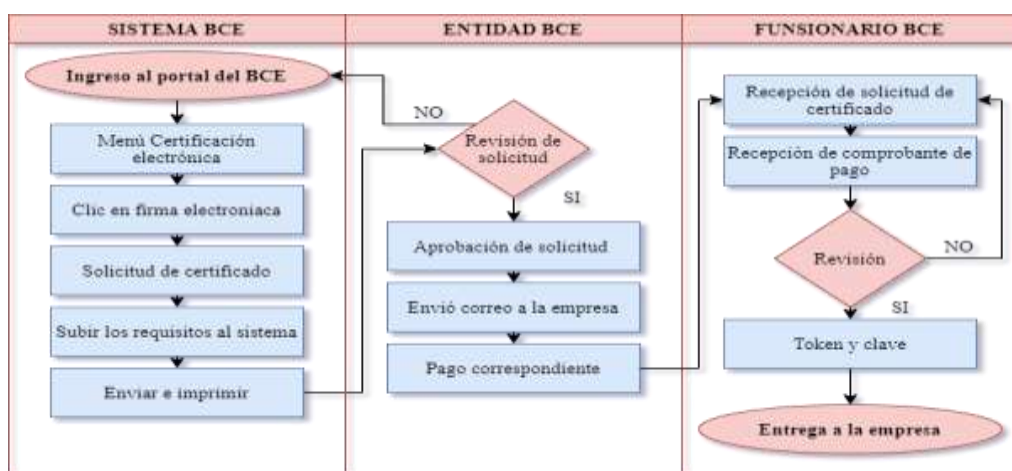 SISTEMA BCE
Ingreso al portal del BCE
Menú Certificación
electrónica
Clic en firma electroniaca
Solicitud de certificado
Subir los requisitos al sistema
Enviar e imprimir
ENTIDAD BCE
NO
Revisión de
solicitud
SI
Aprobación de solicitud
Envió correo a la empresa
Pago correspondiente
FUNSIONARIO BCE
Recepción de solicitud de
certificado
Recepción de comprobante de
pago
Revisión
NO
SI
Token y clave
Entrega a la empresa